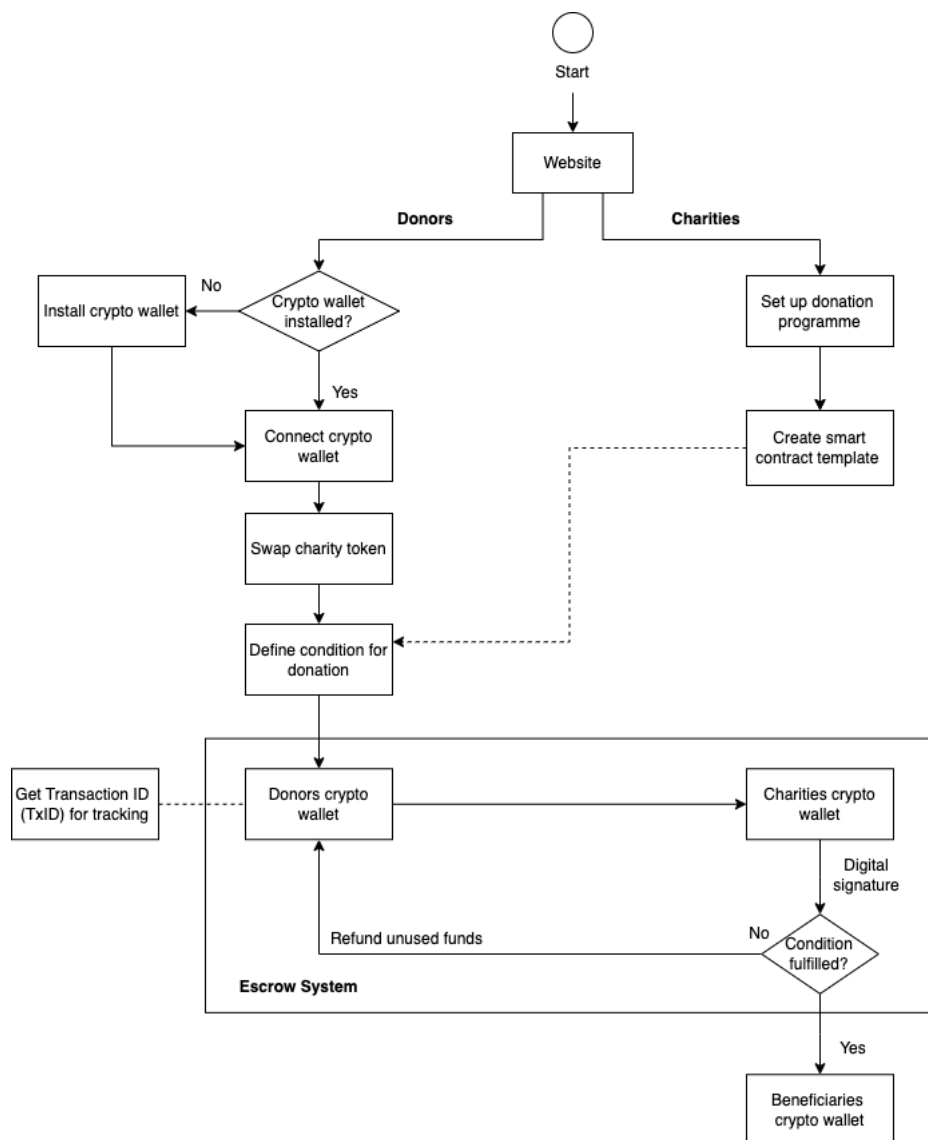 Start
Website
Donors
Charities
No
Install crypto wallet
Crypto wallet
installed?
Set up donation
programme
Yes
Connect crypto
wallet
Create smart
contract template
Swap charity token
Define condition for
donation
Get Transaction ID
(TxID) for tracking
Donors crypto
wallet
Charities crypto
wallet
Digital
signature
Refund unused funds
No
Condition
fulfilled?
Escrow System
Yes
Beneficiaries
crypto wallet